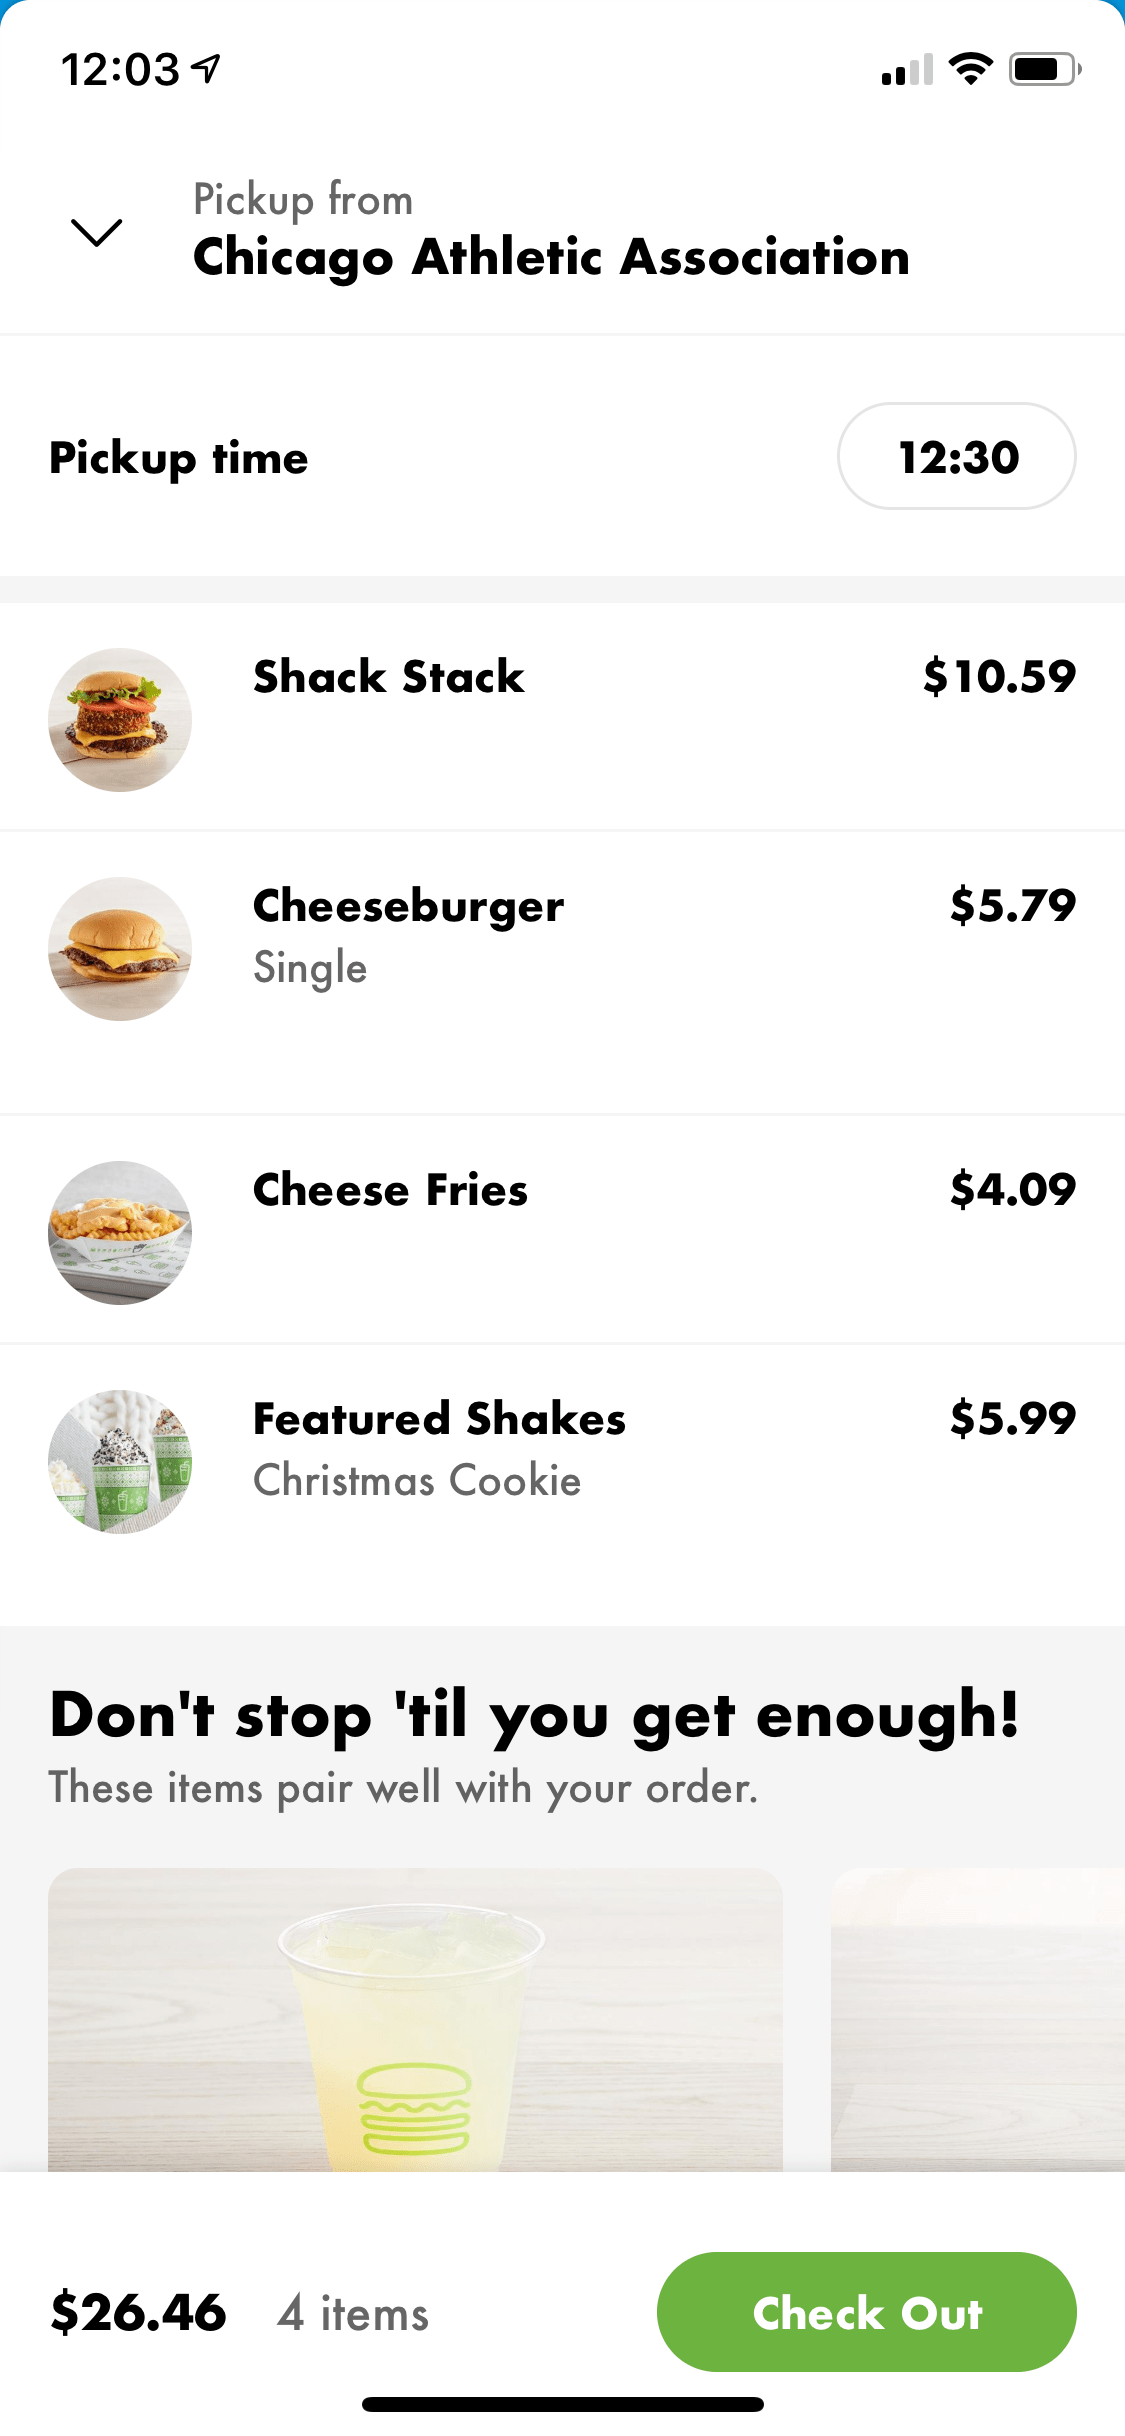 12:03
Pickup from
Chicago Athletic Association
Pickup time
12:30
Shack Stack
$10.59
Cheeseburger
$5.79
Single
Cheese Fries
$4.09
Featured Shakes
$5.99
Christmas Cookie
Don't stop 'til you get enough!
These items pair well with your order.
$26.46
4 items
Check Out